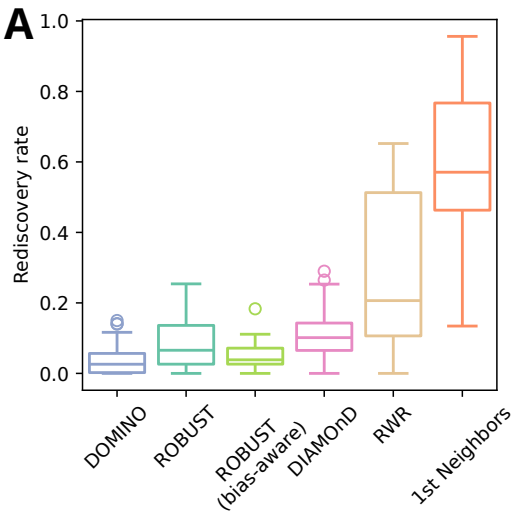 A
Rediscovery rate
1.0
0.8
0.6
0.4
0.2
0.0
DOMINO
ROBUST
ROBUST
(bias-aware)
DIAMOnD
RWR
1st Neighbors